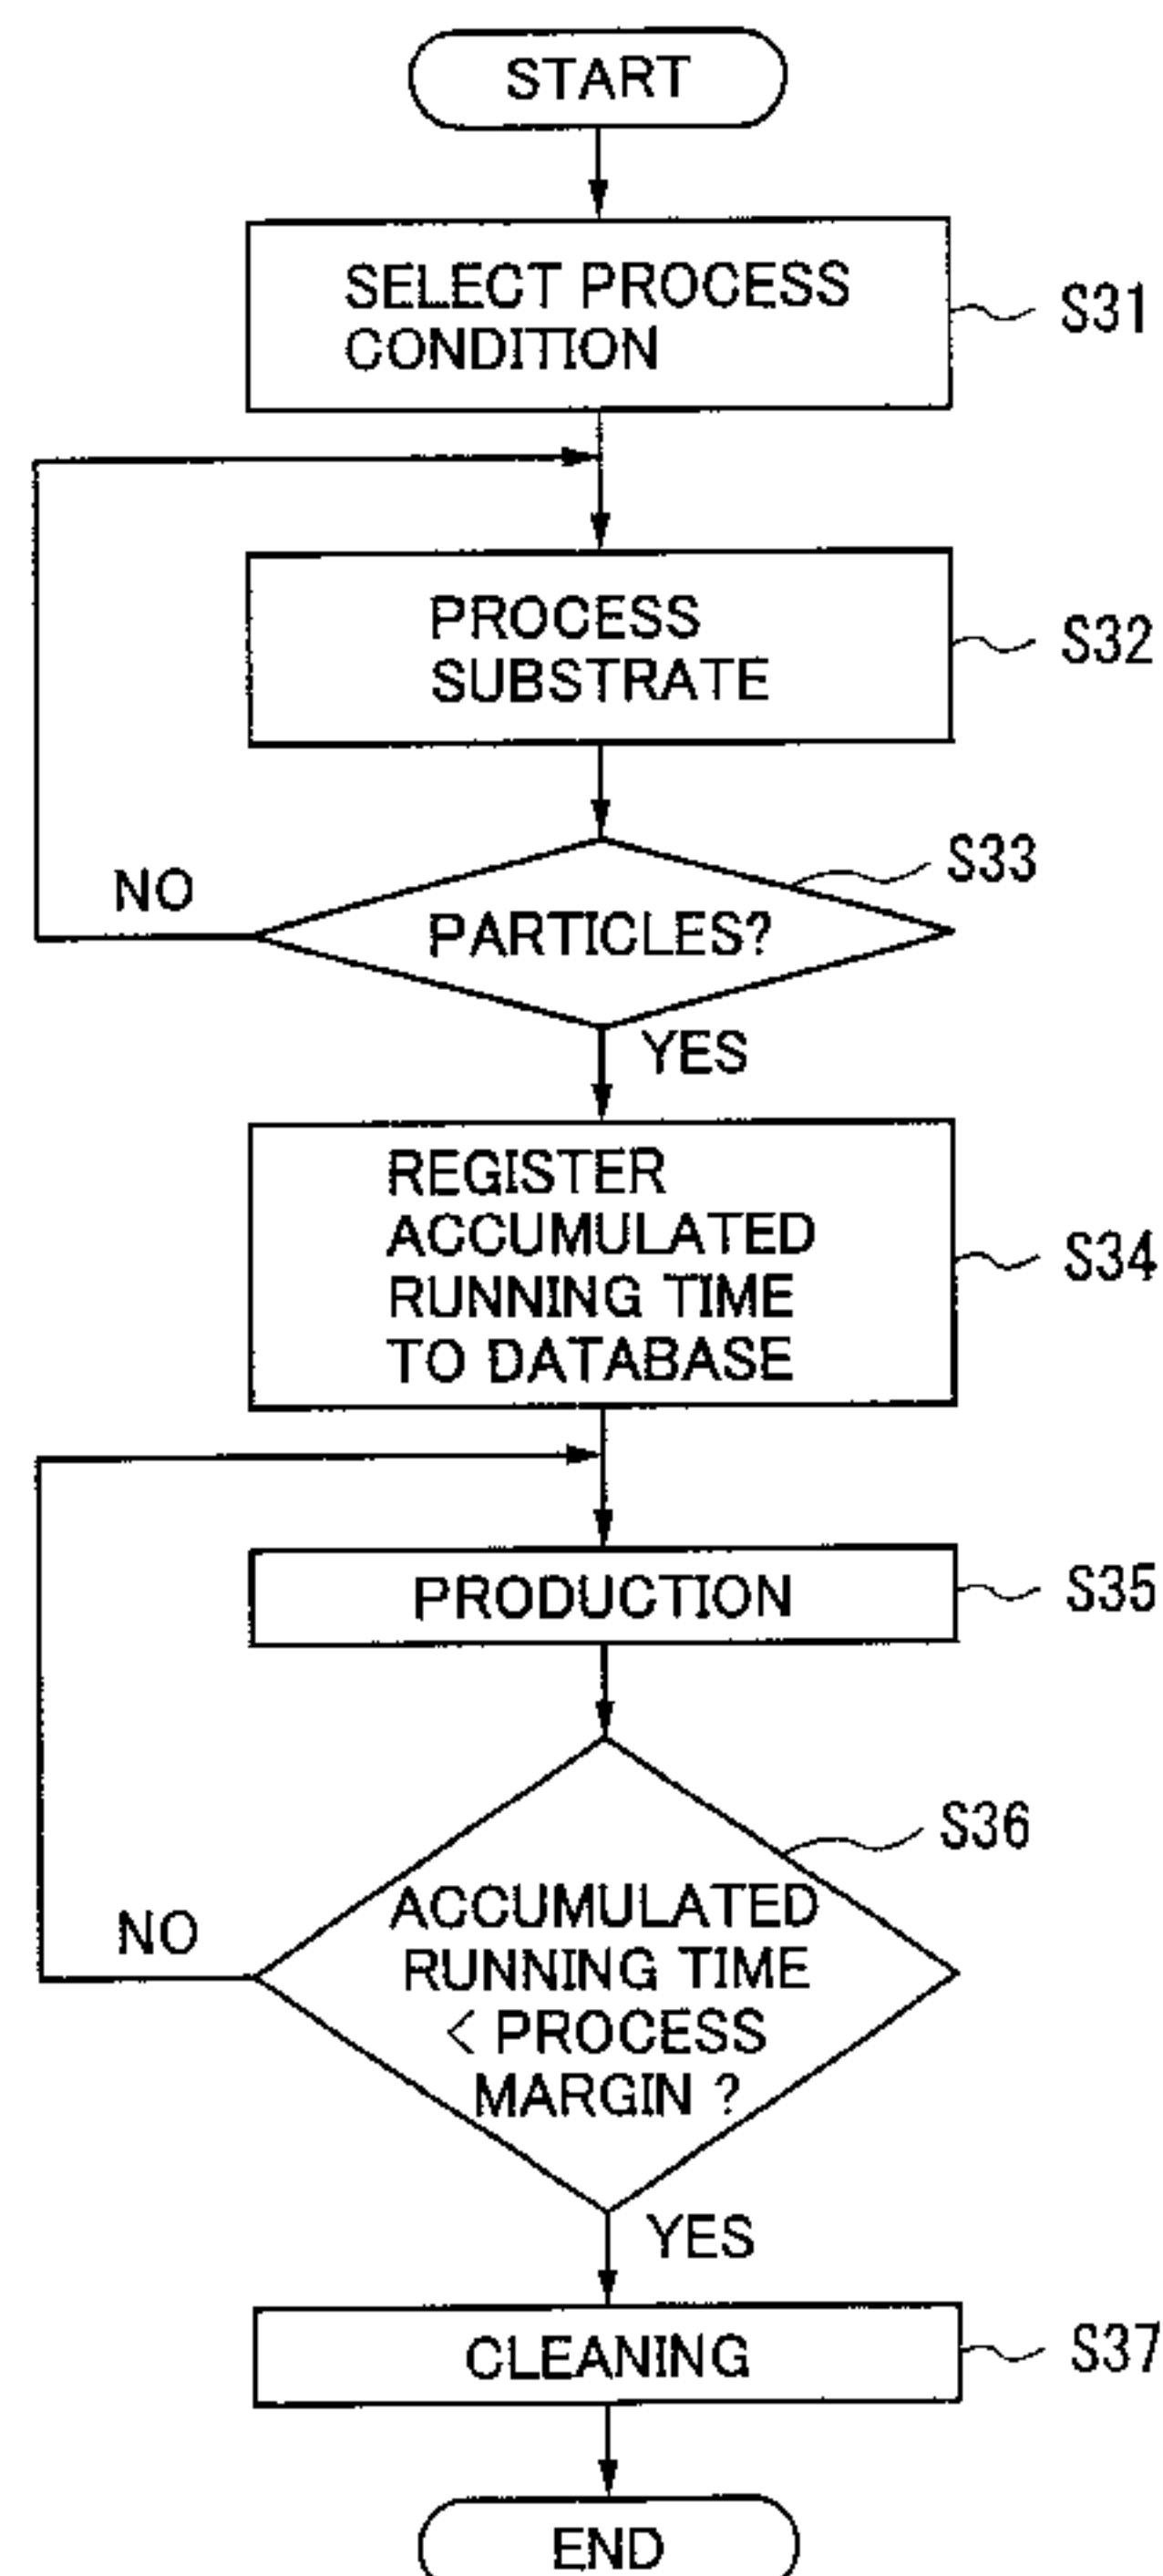 START
SELECT PROCESS
CONDITION
S31
PROCESS
SUBSTRATE
S32
S33
NO
PARTICLES?
YES
REGISTER
ACCUMULATED
RUNNING TIME
TO DATABASE
S34
PRODUCTION
S35
S36
NO
ACCUMULATED
RUNNING TIME
< PROCESS
MARGIN ?
YES
CLEANING
S37
END